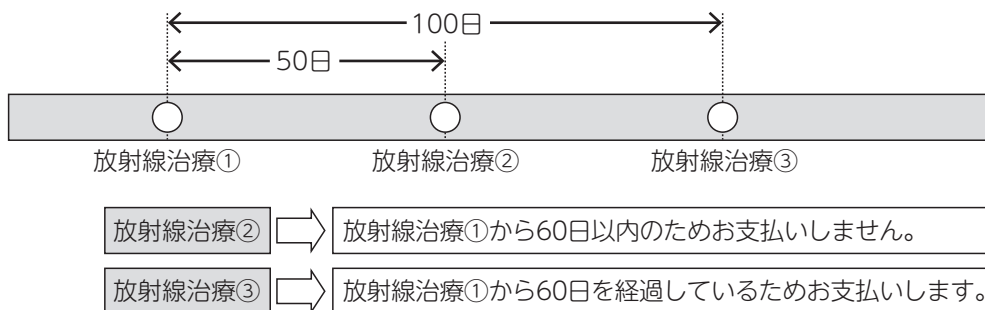 100日
50日
放射線治療①
放射線治療②
放射線治療③
放射線治療②
放射線治療①から60日以内のためお支払いしません。
放射線治療③
放射線治療①から60日を経過しているためお支払いします。